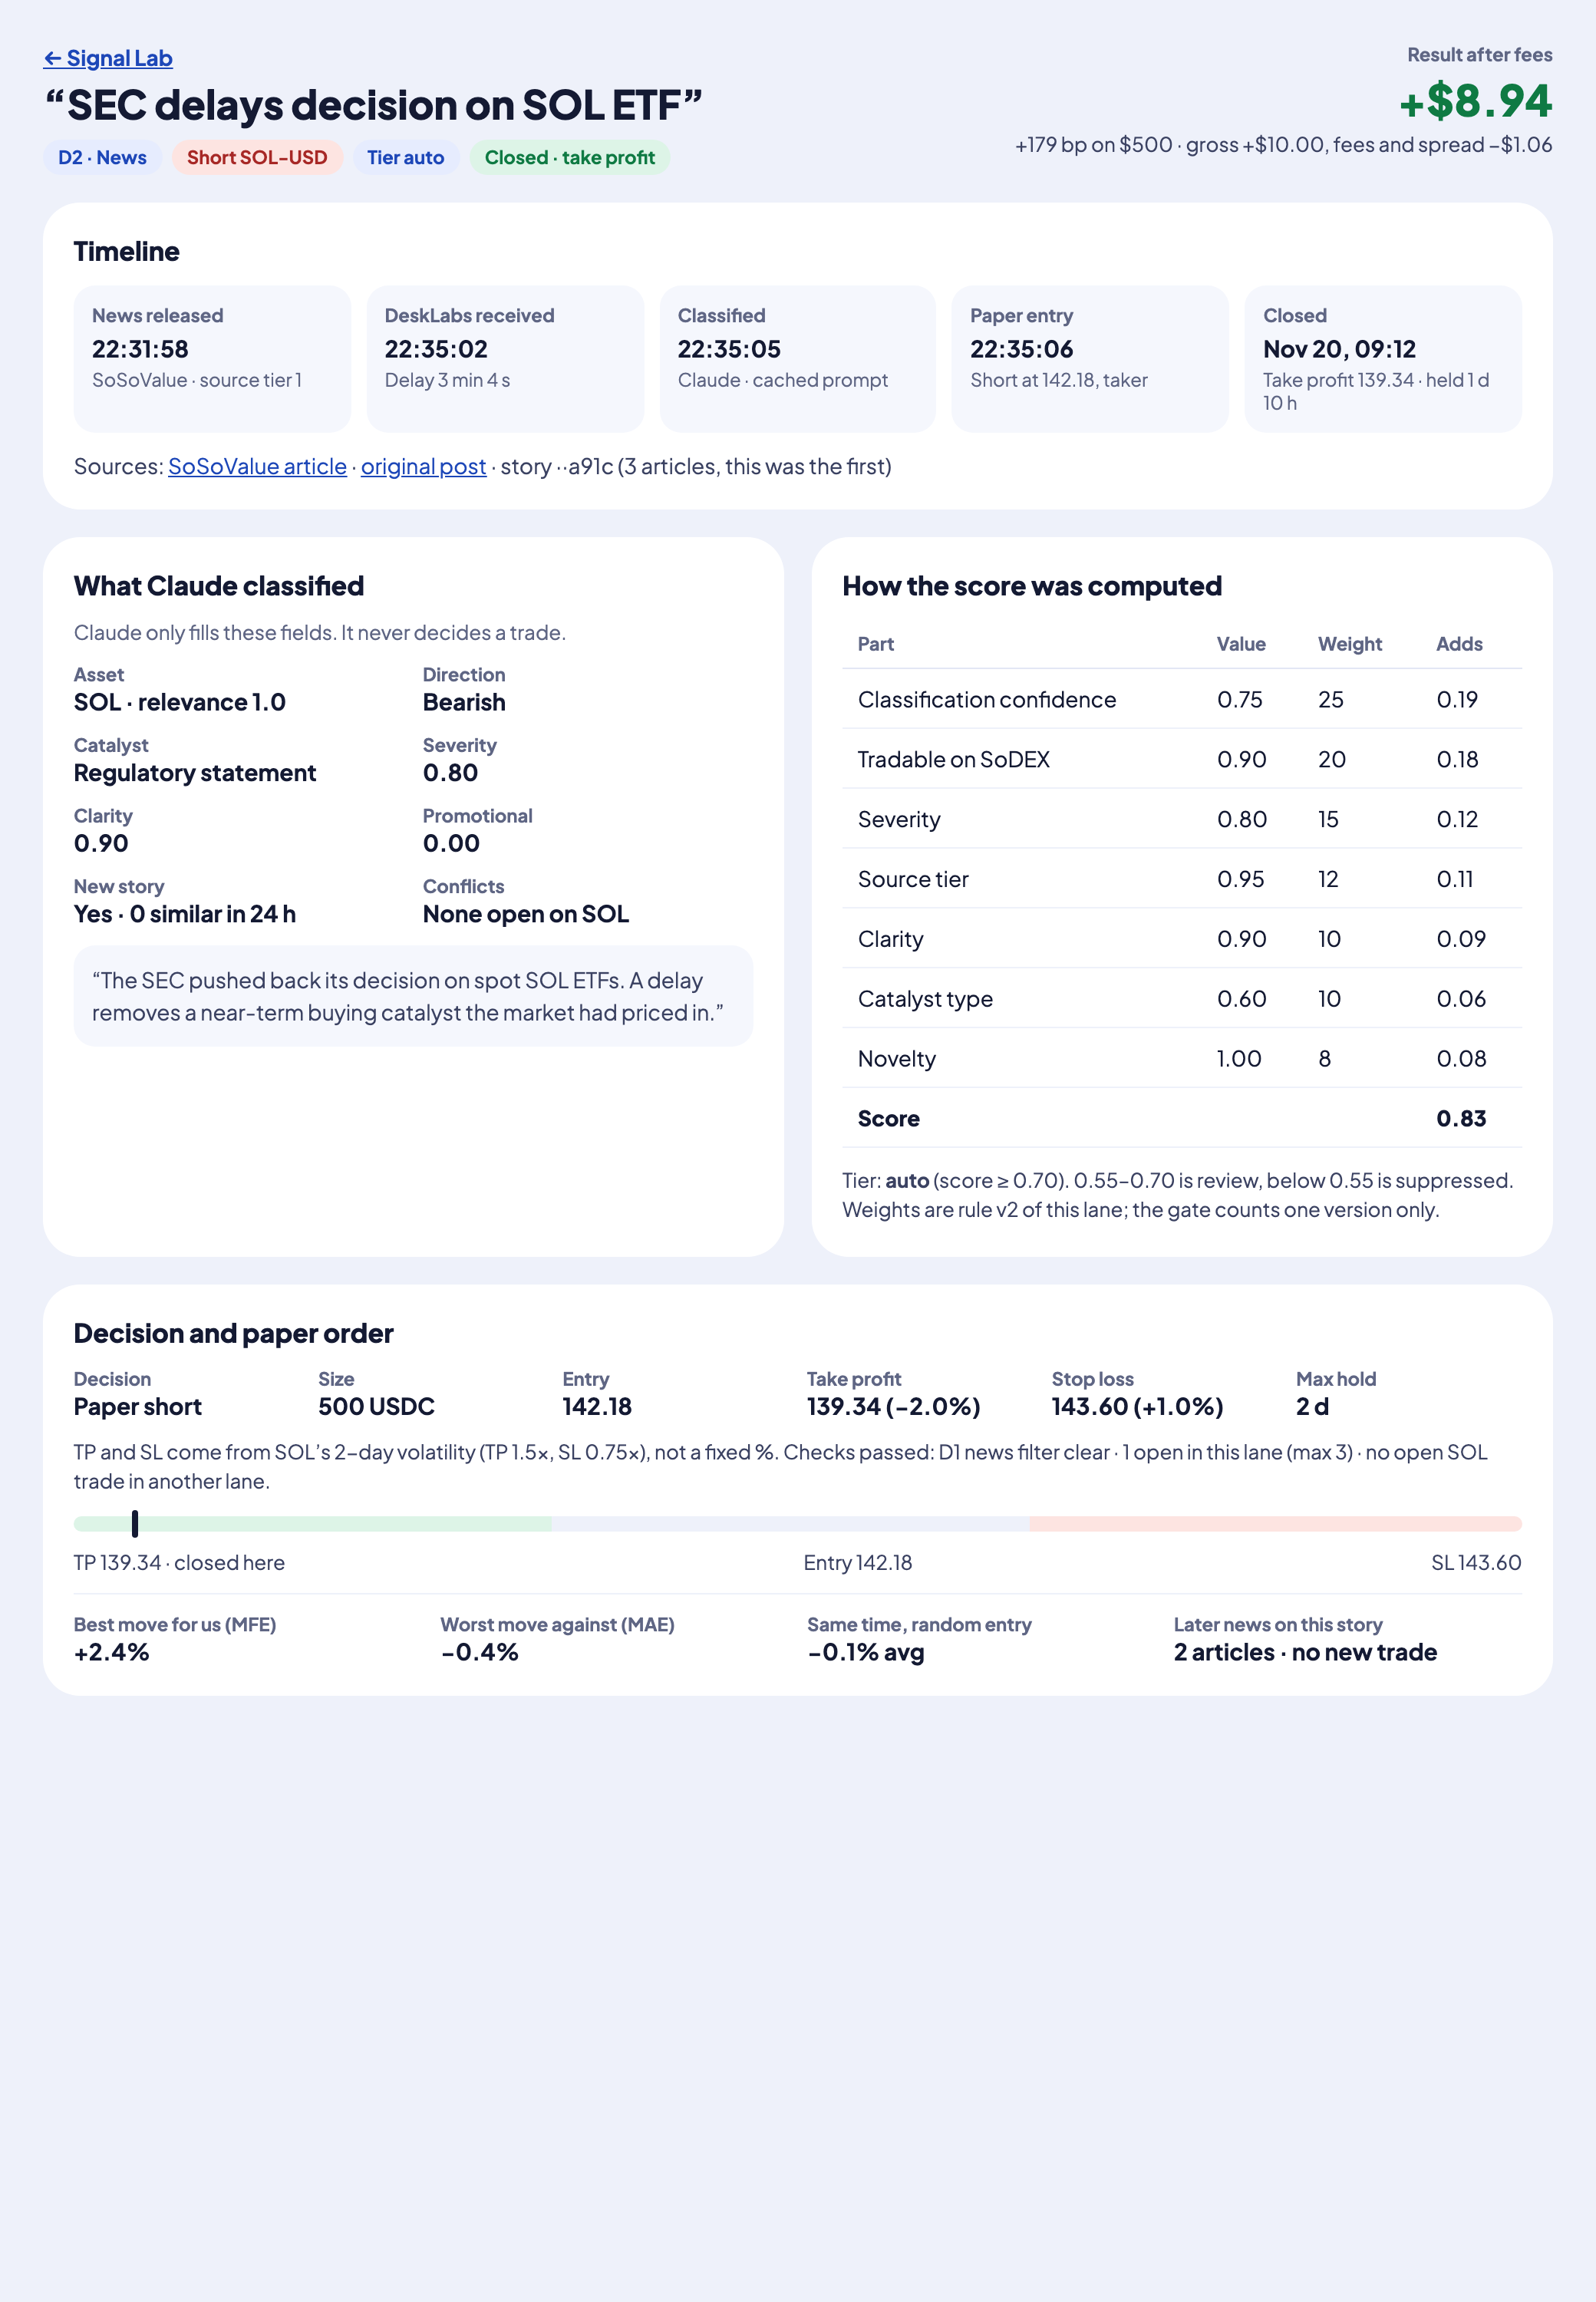 ← Signal Lab
“SEC delays decision on SOL ETF”
D2 · News
Short SOL-USD
Tier auto
Closed · take profit
Result after fees
+$8.94
+179 bp on $500 · gross +$10.00, fees and spread −$1.06
Timeline
News released
22:31:58
SoSoValue · source tier 1
DeskLabs received
22:35:02
Delay 3 min 4 s
Classified
22:35:05
Claude · cached prompt
Paper entry
22:35:06
Short at 142.18, taker
Closed
Nov 20, 09:12
Take profit 139.34 · held 1 d
10 h
Sources: SoSoValue article · original post · story ··a91c (3 articles, this was the first)
What Claude classified
Claude only fills these fields. It never decides a trade.
Asset
SOL · relevance 1.0
Direction
Bearish
Catalyst
Regulatory statement
Severity
0.80
Clarity
0.90
Promotional
0.00
New story
Yes · 0 similar in 24 h
Conflicts
None open on SOL
“The SEC pushed back its decision on spot SOL ETFs. A delay
removes a near-term buying catalyst the market had priced in.”
How the score was computed
Part Value Weight Adds
Classification confidence 0.75 25 0.19
Tradable on SoDEX 0.90 20 0.18
Severity 0.80 15 0.12
Source tier 0.95 12 0.11
Clarity 0.90 10 0.09
Catalyst type 0.60 10 0.06
Novelty 1.00 8 0.08
Score 0.83
Tier: auto (score ≥ 0.70). 0.55–0.70 is review, below 0.55 is suppressed.
Weights are rule v2 of this lane; the gate counts one version only.
Decision and paper order
Decision
Paper short
Size
500 USDC
Entry
142.18
Take profit
139.34 (−2.0%)
Stop loss
143.60 (+1.0%)
Max hold
2 d
TP and SL come from SOL’s 2–day volatility (TP 1.5×, SL 0.75×), not a fixed %. Checks passed: D1 news filter clear · 1 open in this lane (max 3) · no open SOL
trade in another lane.
TP 139.34 · closed here
Entry 142.18
SL 143.60
Best move for us (MFE)
+2.4%
Worst move against (MAE)
−0.4%
Same time, random entry
−0.1% avg
Later news on this story
2 articles · no new trade